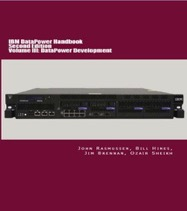 IBM DataPower Handbook
Second Edition
Volume III: DataPower Development
John Rasmussen, Bill Hines,
Jim Brennan, Ozair Sheikh